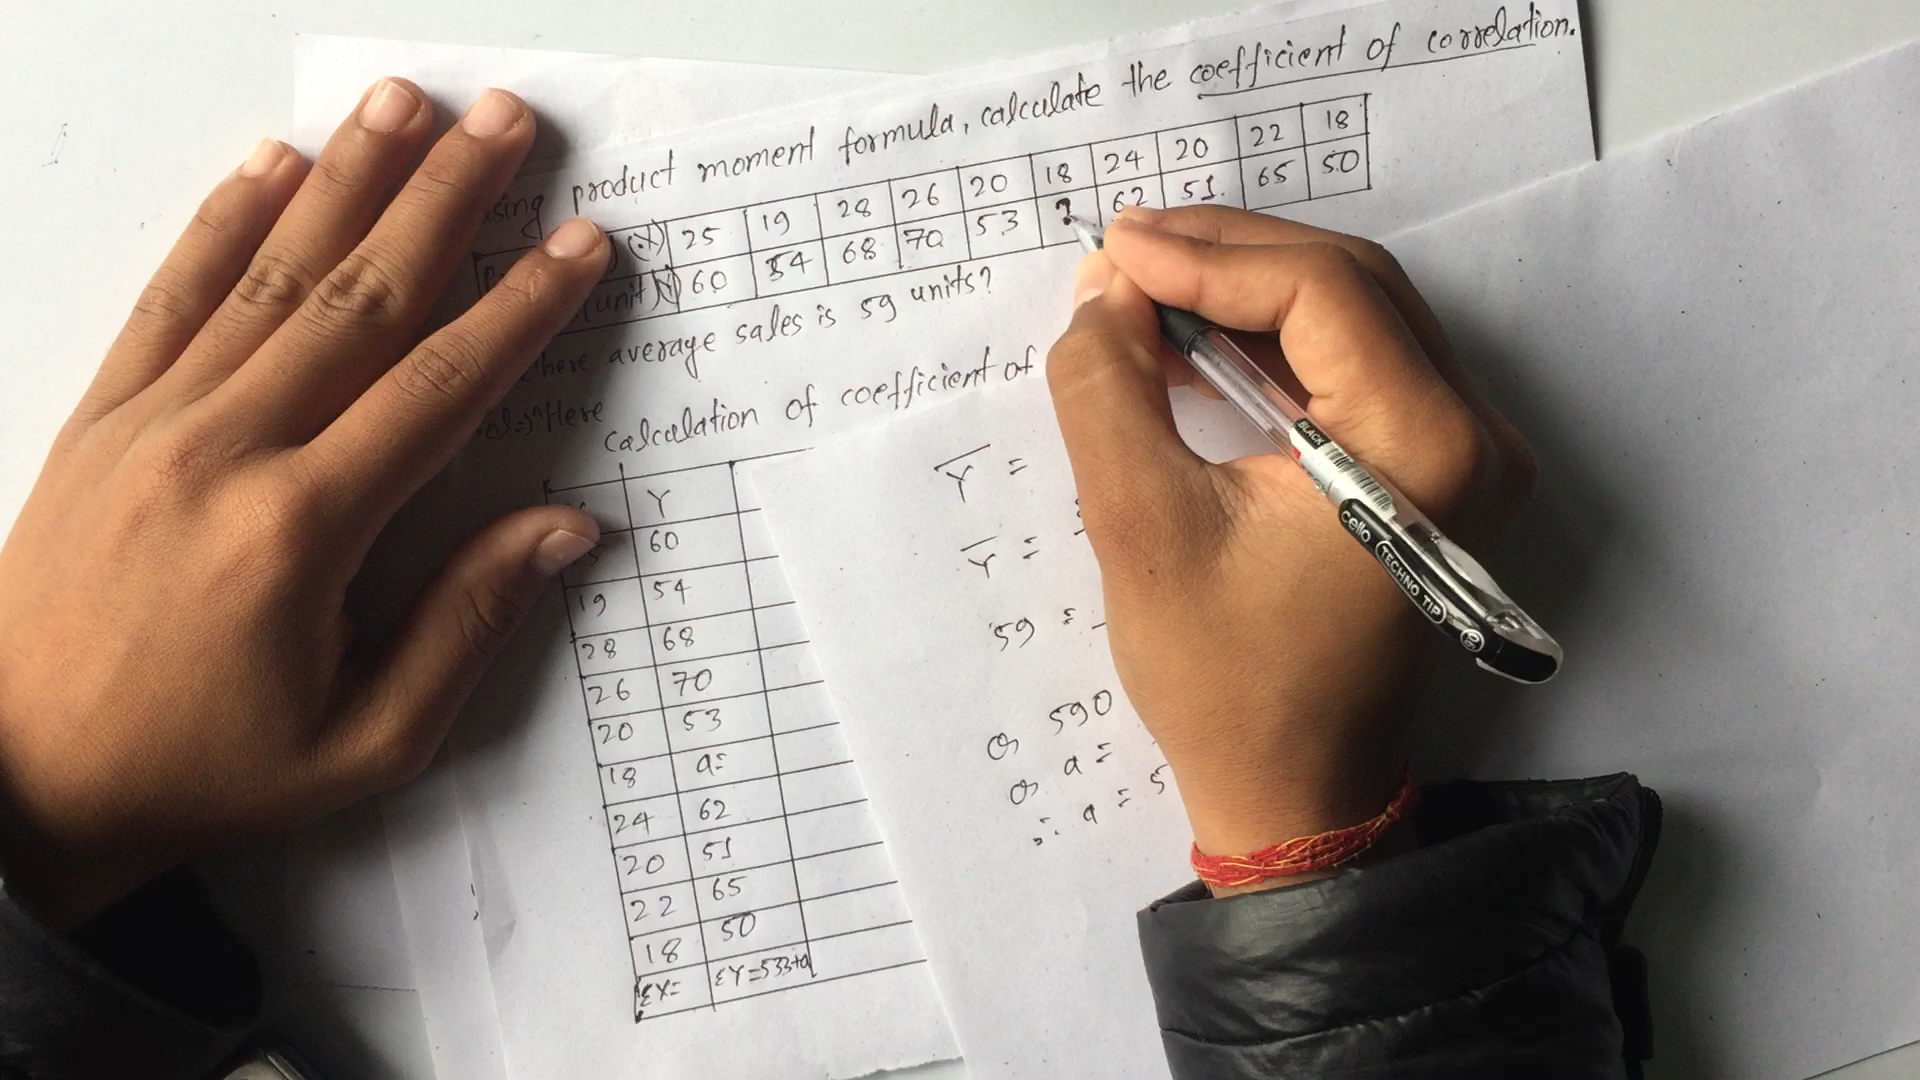 using product moment formula, calculate the coefficient of correlation.
(X) 25 19 28 26 20 18 24 20 22 18
(unit) (Y) 60 54 68 70 53 ? 62 51 65 50
where average sales is 59 units?
Here
Calculation of coefficient of
Y
60
19 54
28 68
26 70
20 53
18 a=
24 62
20 51
22 65
18 50
ΣX= ΣY=533+a
Y̅ =
Y̅ =
59 =
or 590
or a =
∴ a = 5
BLACK
cello TECHNO TIP